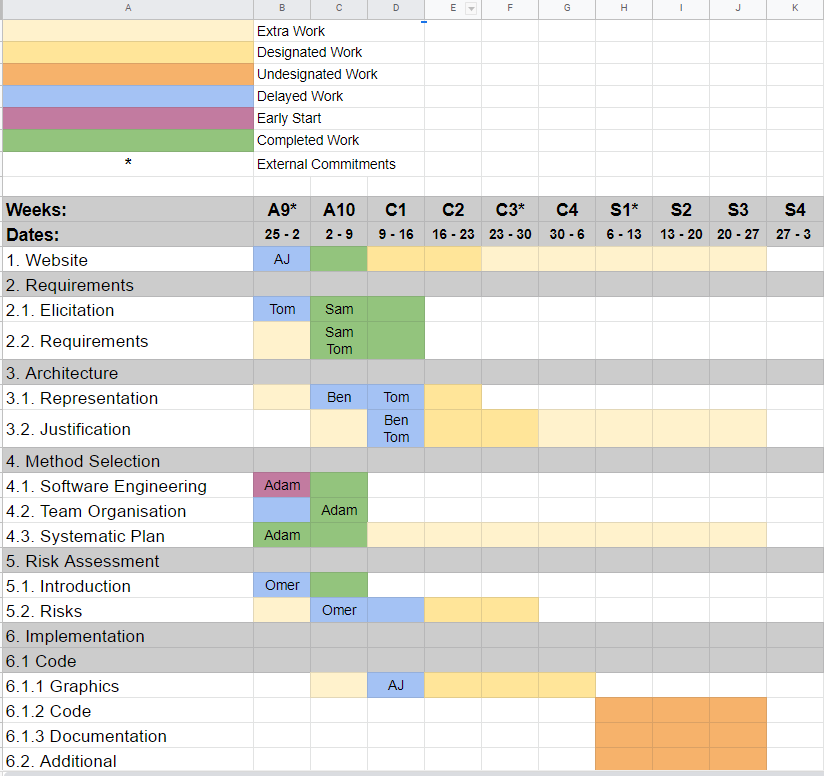 A B C D E F G H I J K
Extra Work
Designated Work
Undesignated Work
Delayed Work
Early Start
Completed Work
* External Commitments
Weeks: A9* A10 C1 C2 C3* C4 S1* S2 S3 S4
Dates: 25 - 2 2 - 9 9 - 16 16 - 23 23 - 30 30 - 6 6 - 13 13 - 20 20 - 27 27 - 3
1. Website AJ
2. Requirements
2.1. Elicitation Tom Sam
2.2. Requirements Sam
Tom
3. Architecture
3.1. Representation Ben Tom
3.2. Justification Ben
Tom
4. Method Selection
4.1. Software Engineering Adam
4.2. Team Organisation Adam
4.3. Systematic Plan Adam
5. Risk Assessment
5.1. Introduction Omer
5.2. Risks Omer
6. Implementation
6.1 Code
6.1.1 Graphics AJ
6.1.2 Code
6.1.3 Documentation
6.2. Additional